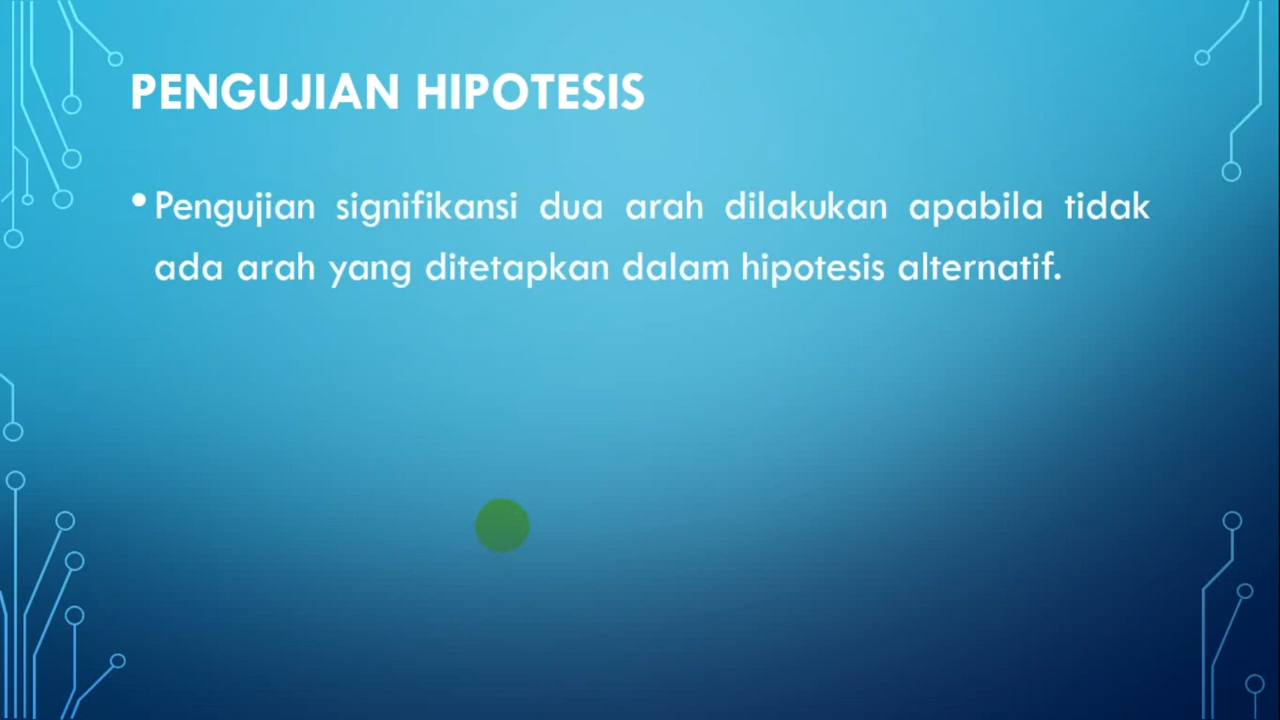 PENGUJIAN HIPOTESIS
• Pengujian signifikansi dua arah dilakukan apabila tidak
ada arah yang ditetapkan dalam hipotesis alternatif.